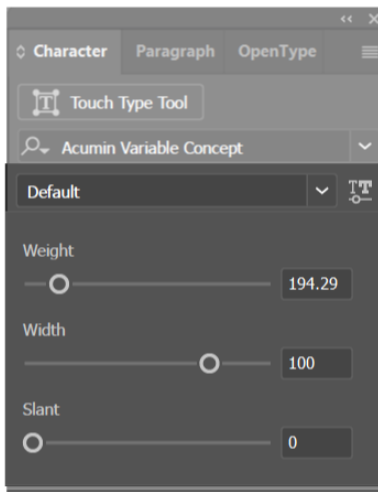 Character Paragraph OpenType
Touch Type Tool
Acumin Variable Concept
Default
Weight
194.29
Width
100
Slant
0